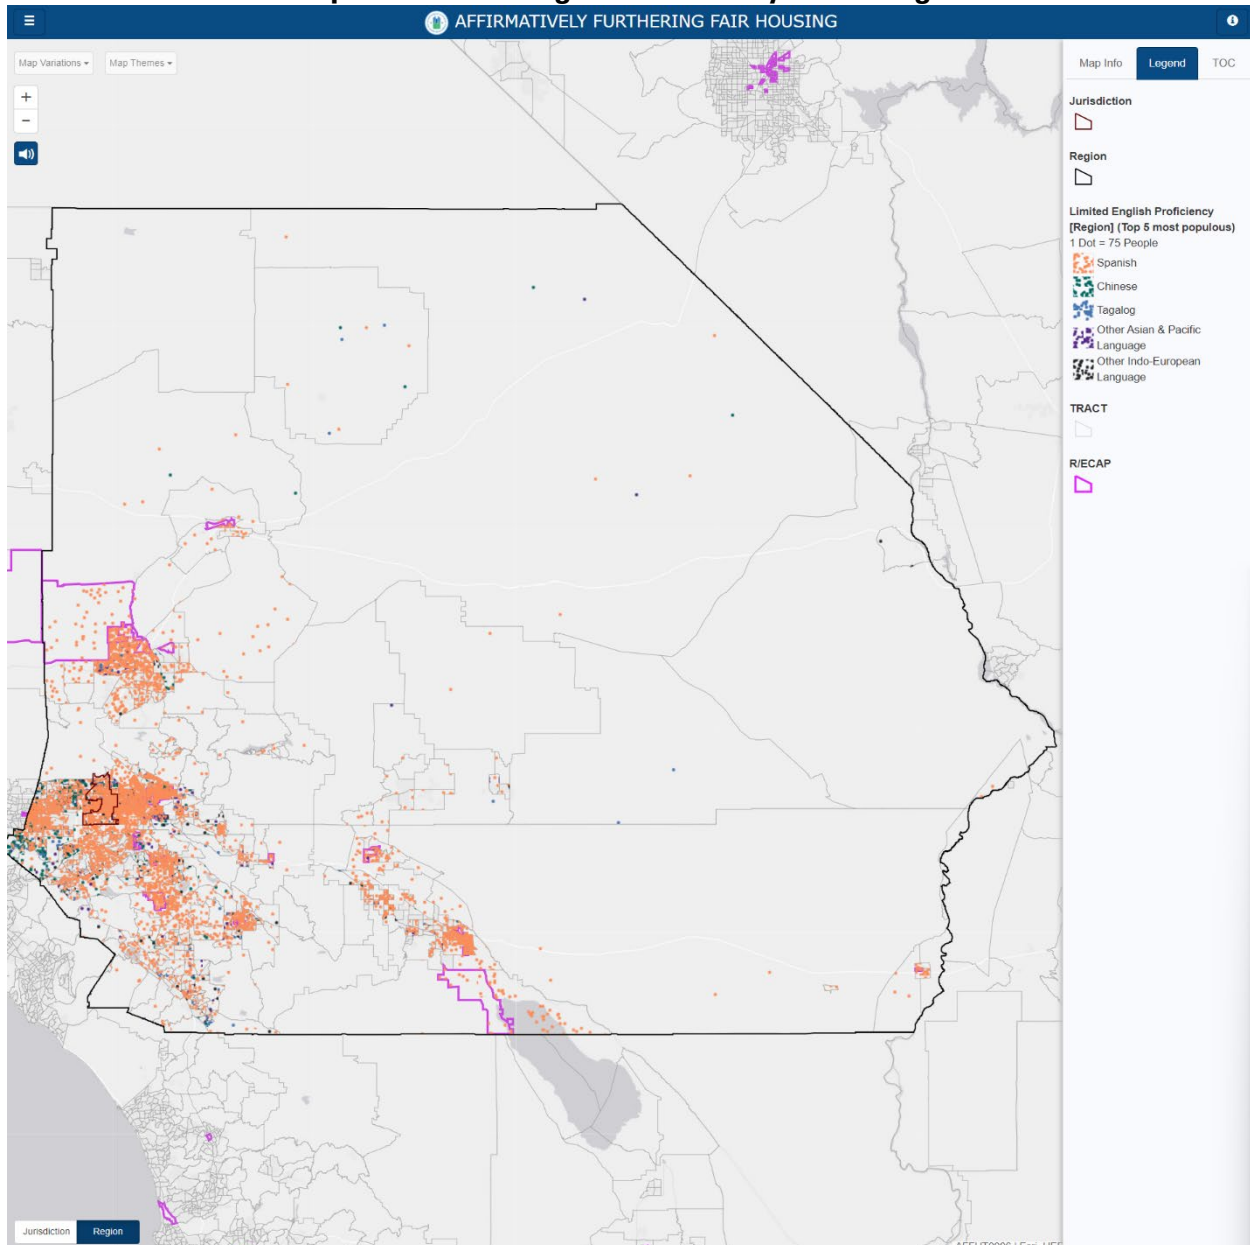 AFFIRMATIVELY FURTHERING FAIR HOUSING
Map Variations
Map Themes
+
−
Map Info
Legend
TOC
Jurisdiction
Region
Limited English Proficiency
[Region] (Top 5 most populous)
1 Dot = 75 People
Spanish
Chinese
Tagalog
Other Asian & Pacific
Language
Other Indo-European
Language
TRACT
R/ECAP
Jurisdiction
Region